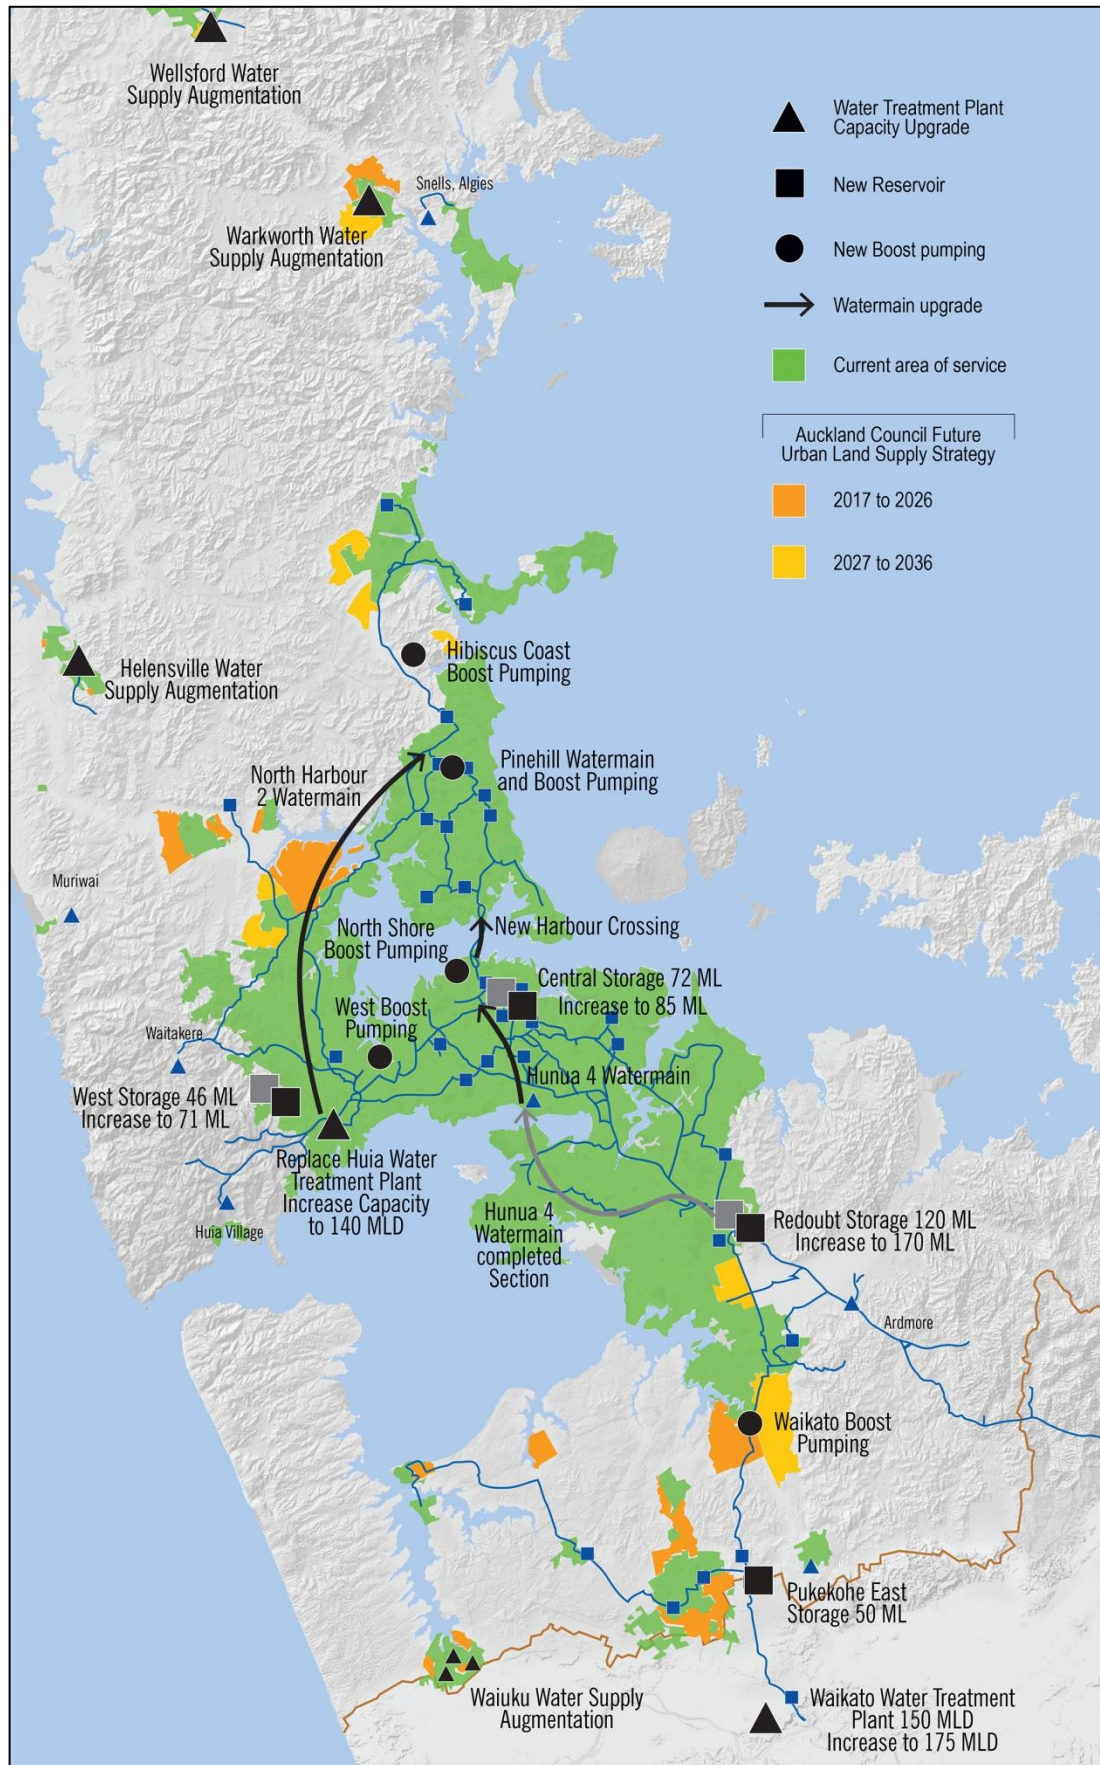 Wellsford Water
Supply Augmentation
Water Treatment Plant
Capacity Upgrade
Snells, Algies
New Reservoir
Warkworth Water
Supply Augmentation
New Boost pumping
Watermain upgrade
Current area of service
Auckland Council Future
Urban Land Supply Strategy
2017 to 2026
2027 to 2036
Hibiscus Coast
Boost Pumping
Helensville Water
Supply Augmentation
North Harbour
2 Watermain
Pinehill Watermain
and Boost Pumping
Muriwai
North Shore
Boost Pumping
New Harbour Crossing
Central Storage 72 ML
Increase to 85 ML
West Boost
Pumping
Waitakere
Hunua 4 Watermain
West Storage 46 ML
Increase to 71 ML
Replace Huia Water
Treatment Plant
Increase Capacity
to 140 MLD
Huia Village
Hunua 4
Watermain
completed
Section
Redoubt Storage 120 ML
Increase to 170 ML
Ardmore
Waikato Boost
Pumping
Pukekohe East
Storage 50 ML
Waiuku Water Supply
Augmentation
Waikato Water Treatment
Plant 150 MLD
Increase to 175 MLD